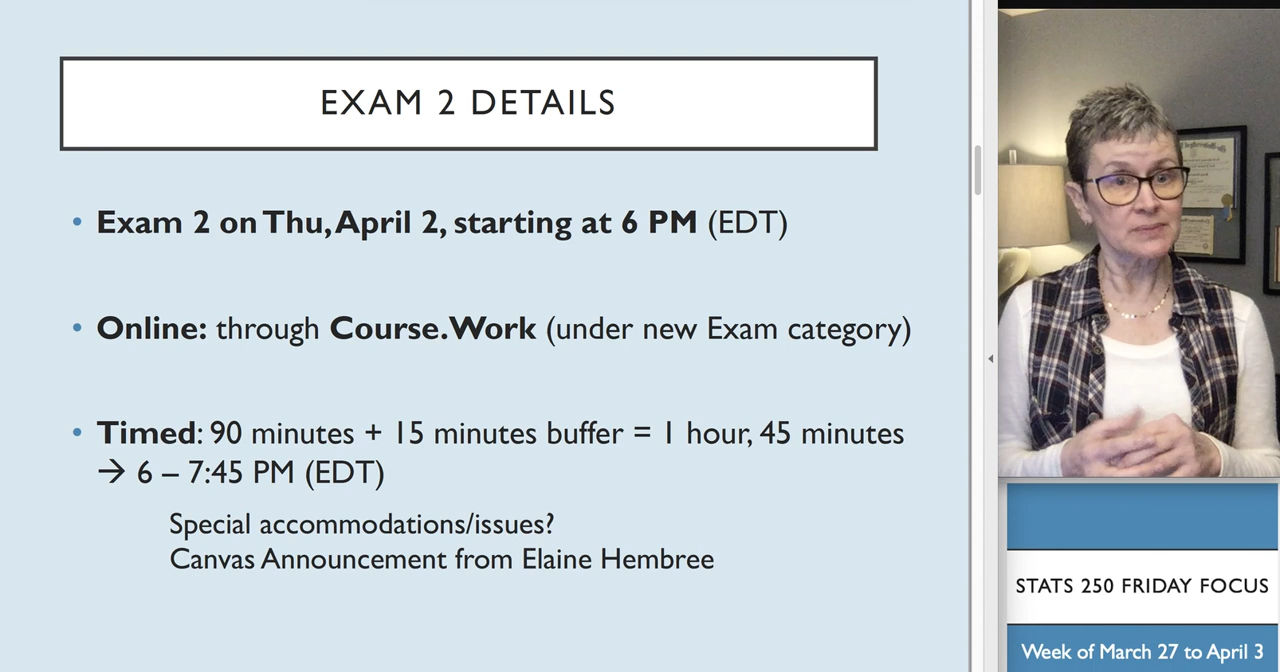 EXAM 2 DETAILS
• Exam 2 on Thu, April 2, starting at 6 PM (EDT)
• Online: through Course.Work (under new Exam category)
• Timed: 90 minutes + 15 minutes buffer = 1 hour, 45 minutes
→ 6 – 7:45 PM (EDT)
Special accommodations/issues?
Canvas Announcement from Elaine Hembree
STATS 250 FRIDAY FOCUS
Week of March 27 to April 3